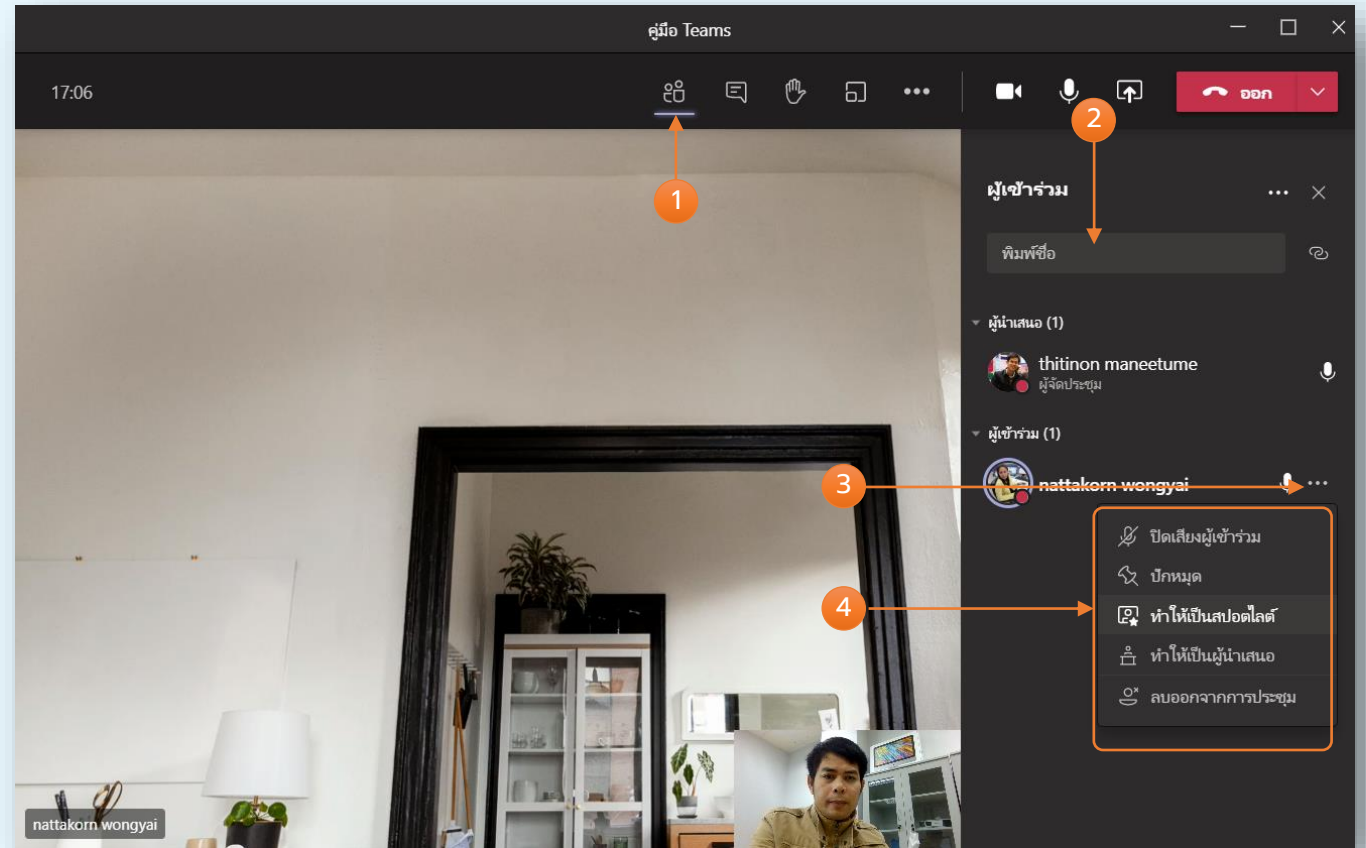 คู่มือ Teams
17:06
ออก
2
1
ผู้เข้าร่วม
พิมพ์ชื่อ
ผู้นำเสนอ (1)
thitinon maneetume
ผู้จัดประชุม
ผู้เข้าร่วม (1)
3
nattakorn wongyai
ปิดเสียงผู้เข้าร่วม
ปักหมุด
4
ทำให้เป็นสปอตไลต์
ทำให้เป็นผู้นำเสนอ
ลบออกจากการประชุม
nattakorn wongyai